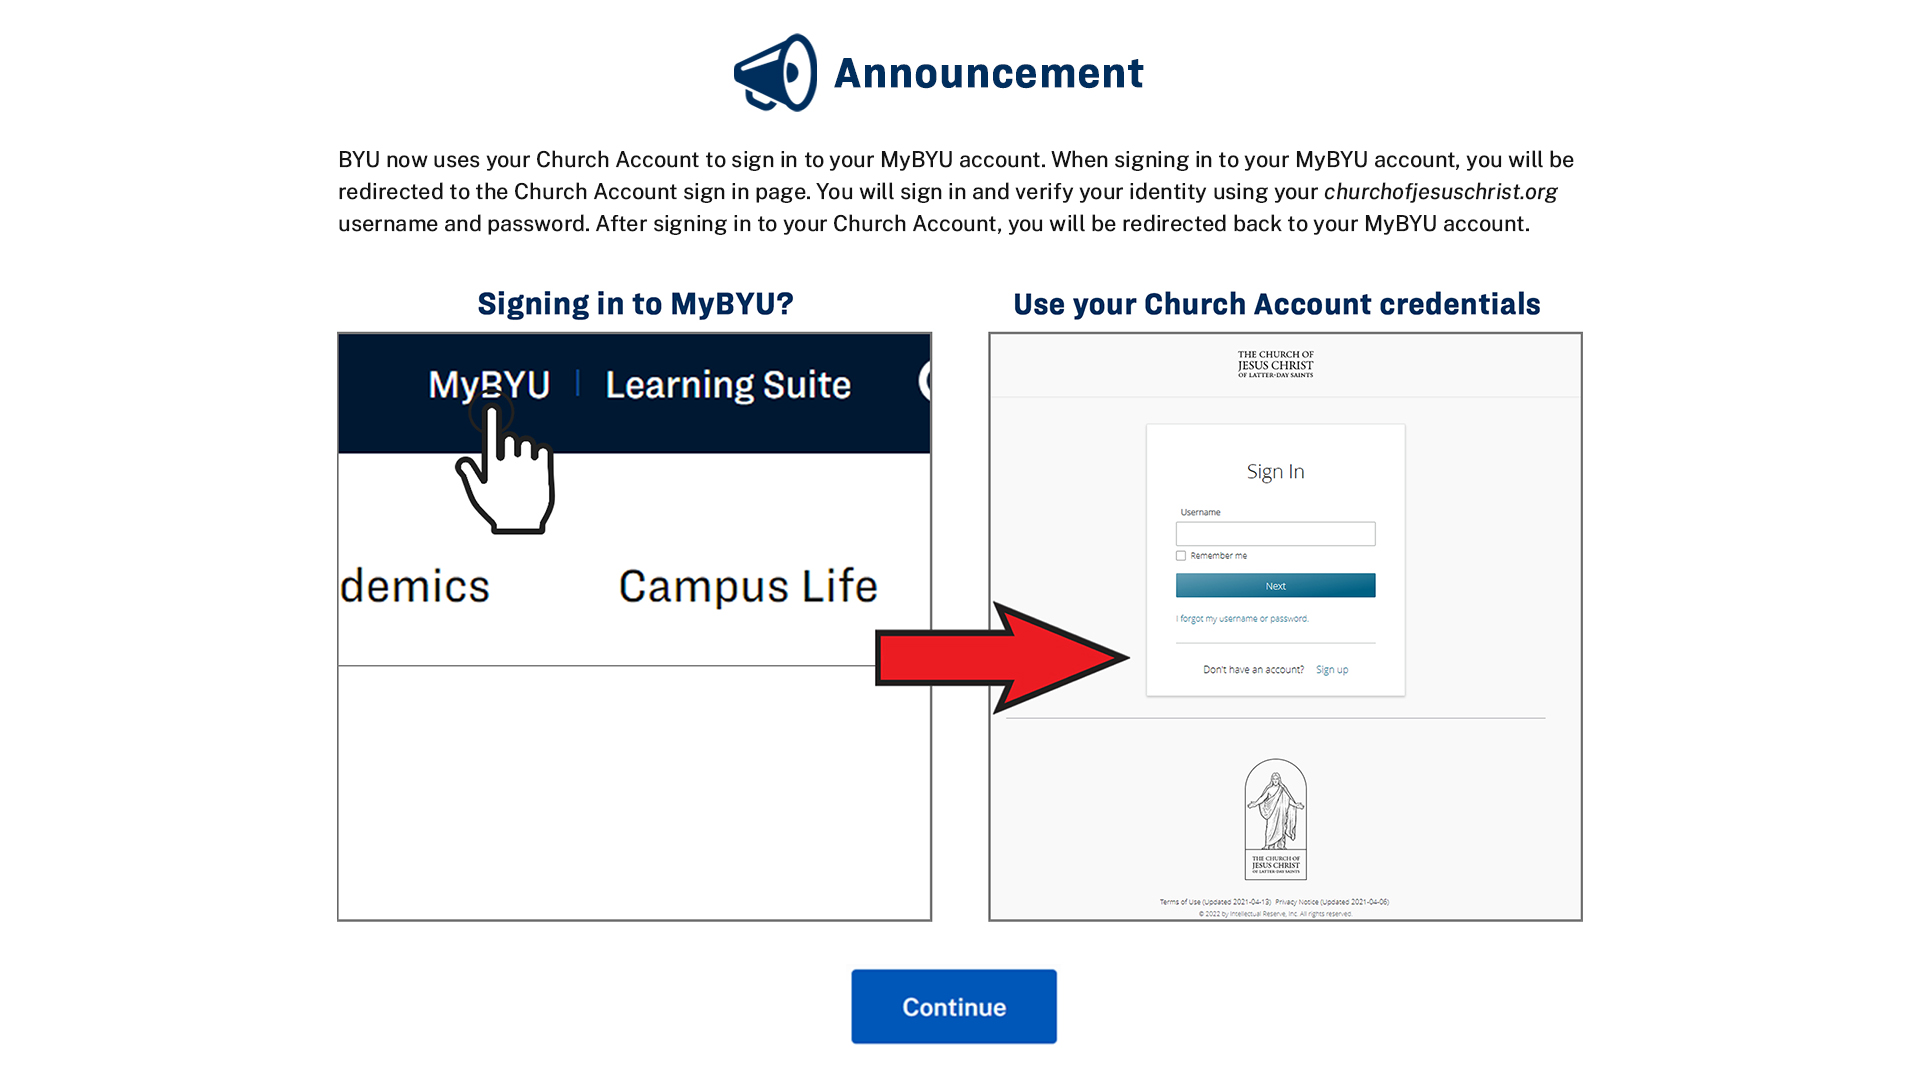 Announcement
BYU now uses your Church Account to sign in to your MyBYU account. When signing in to your MyBYU account, you will be
redirected to the Church Account sign in page. You will sign in and verify your identity using your churchofjesuschrist.org
username and password. After signing in to your Church Account, you will be redirected back to your MyBYU account.
Signing in to MyBYU?
MyBYU | Learning Suite
demics Campus Life
Use your Church Account credentials
THE CHURCH OF
JESUS CHRIST
OF LATTER-DAY SAINTS
Sign In
Username
Remember me
Next
I forgot my username or password.
Don't have an account? Sign up
THE CHURCH OF
JESUS CHRIST
OF LATTER-DAY SAINTS
Terms of Use (Updated 2021-04-13) Privacy Notice (Updated 2021-04-06)
© 2022 by Intellectual Reserve, Inc. All rights reserved.
Continue